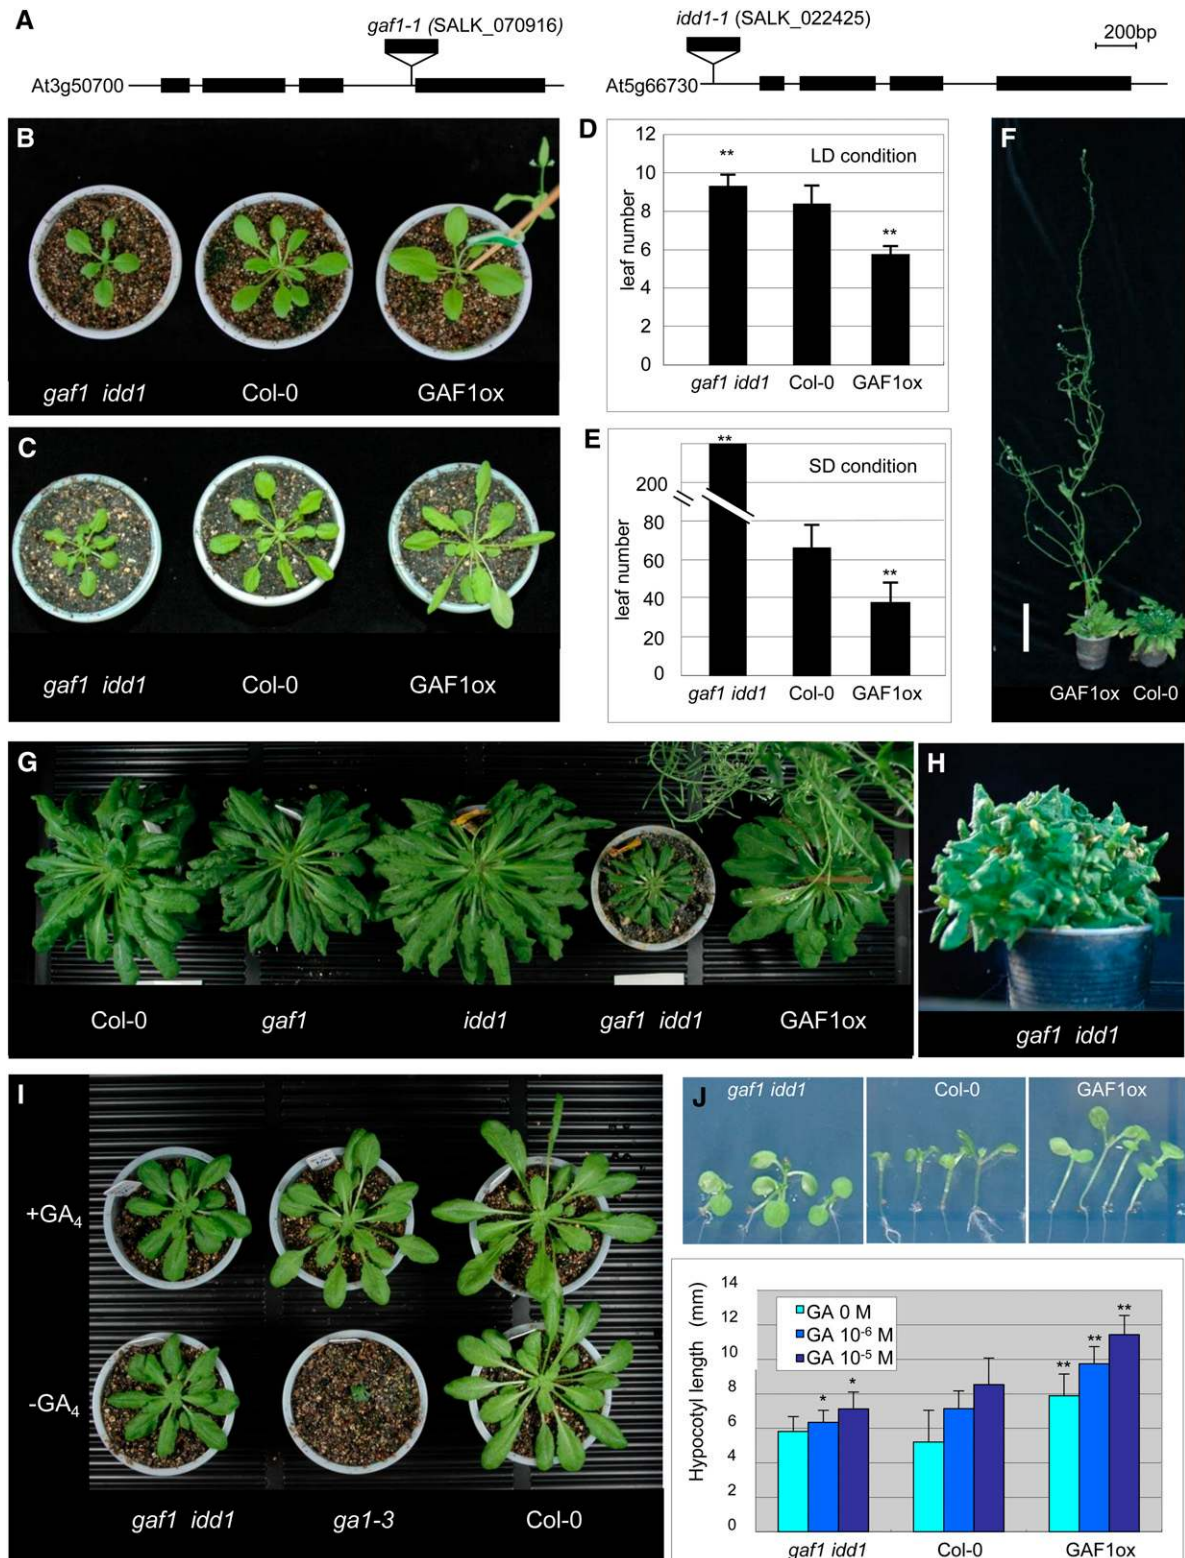 A
gaf1-1 (SALK_070916)
idd1-1 (SALK_022425)
200bp
At3g50700
At5g66730
B
gaf1 idd1
Col-0
GAF1ox
C
gaf1 idd1
Col-0
GAF1ox
D
12
10
8
6
4
2
0
leaf number
LD condition
**
**
gaf1 idd1
Col-0
GAF1ox
E
200
80
60
40
20
0
leaf number
SD condition
**
**
gaf1 idd1
Col-0
GAF1ox
F
GAF1ox
Col-0
G
Col-0
gaf1
idd1
gaf1 idd1
GAF1ox
H
gaf1 idd1
I
+GA4
-GA4
gaf1 idd1
ga1-3
Col-0
J
gaf1 idd1
Col-0
GAF1ox
Hypocotyl length (mm)
14
12
10
8
6
4
2
0
GA 0 M
GA 10⁻⁶ M
GA 10⁻⁵ M
*
*
**
**
**
gaf1 idd1
Col-0
GAF1ox